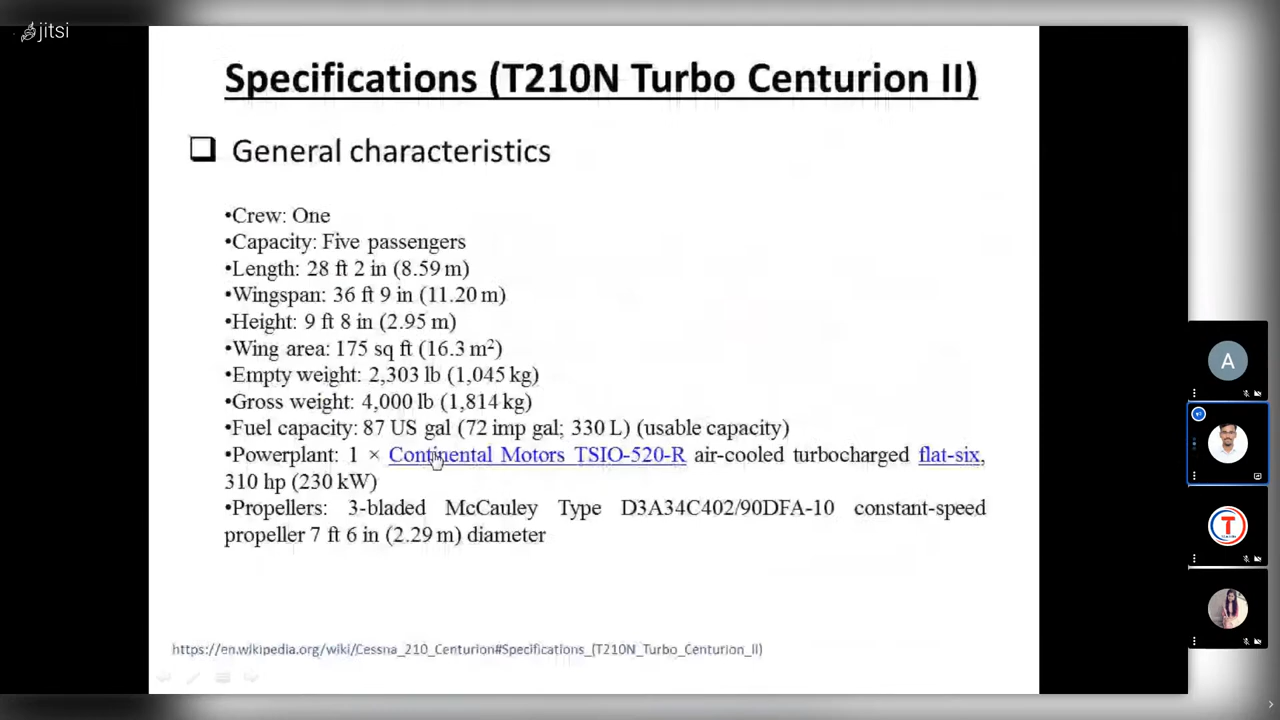 jitsi
Specifications (T210N Turbo Centurion II)
General characteristics
•Crew: One
•Capacity: Five passengers
•Length: 28 ft 2 in (8.59 m)
•Wingspan: 36 ft 9 in (11.20 m)
•Height: 9 ft 8 in (2.95 m)
•Wing area: 175 sq ft (16.3 m²)
•Empty weight: 2,303 lb (1,045 kg)
•Gross weight: 4,000 lb (1,814 kg)
•Fuel capacity: 87 US gal (72 imp gal; 330 L) (usable capacity)
•Powerplant: 1 × Continental Motors TSIO-520-R air-cooled turbocharged flat-six,
310 hp (230 kW)
•Propellers: 3-bladed McCauley Type D3A34C402/90DFA-10 constant-speed
propeller 7 ft 6 in (2.29 m) diameter
https://en.wikipedia.org/wiki/Cessna_210_Centurion#Specifications_(T210N_Turbo_Centurion_II)
A
T